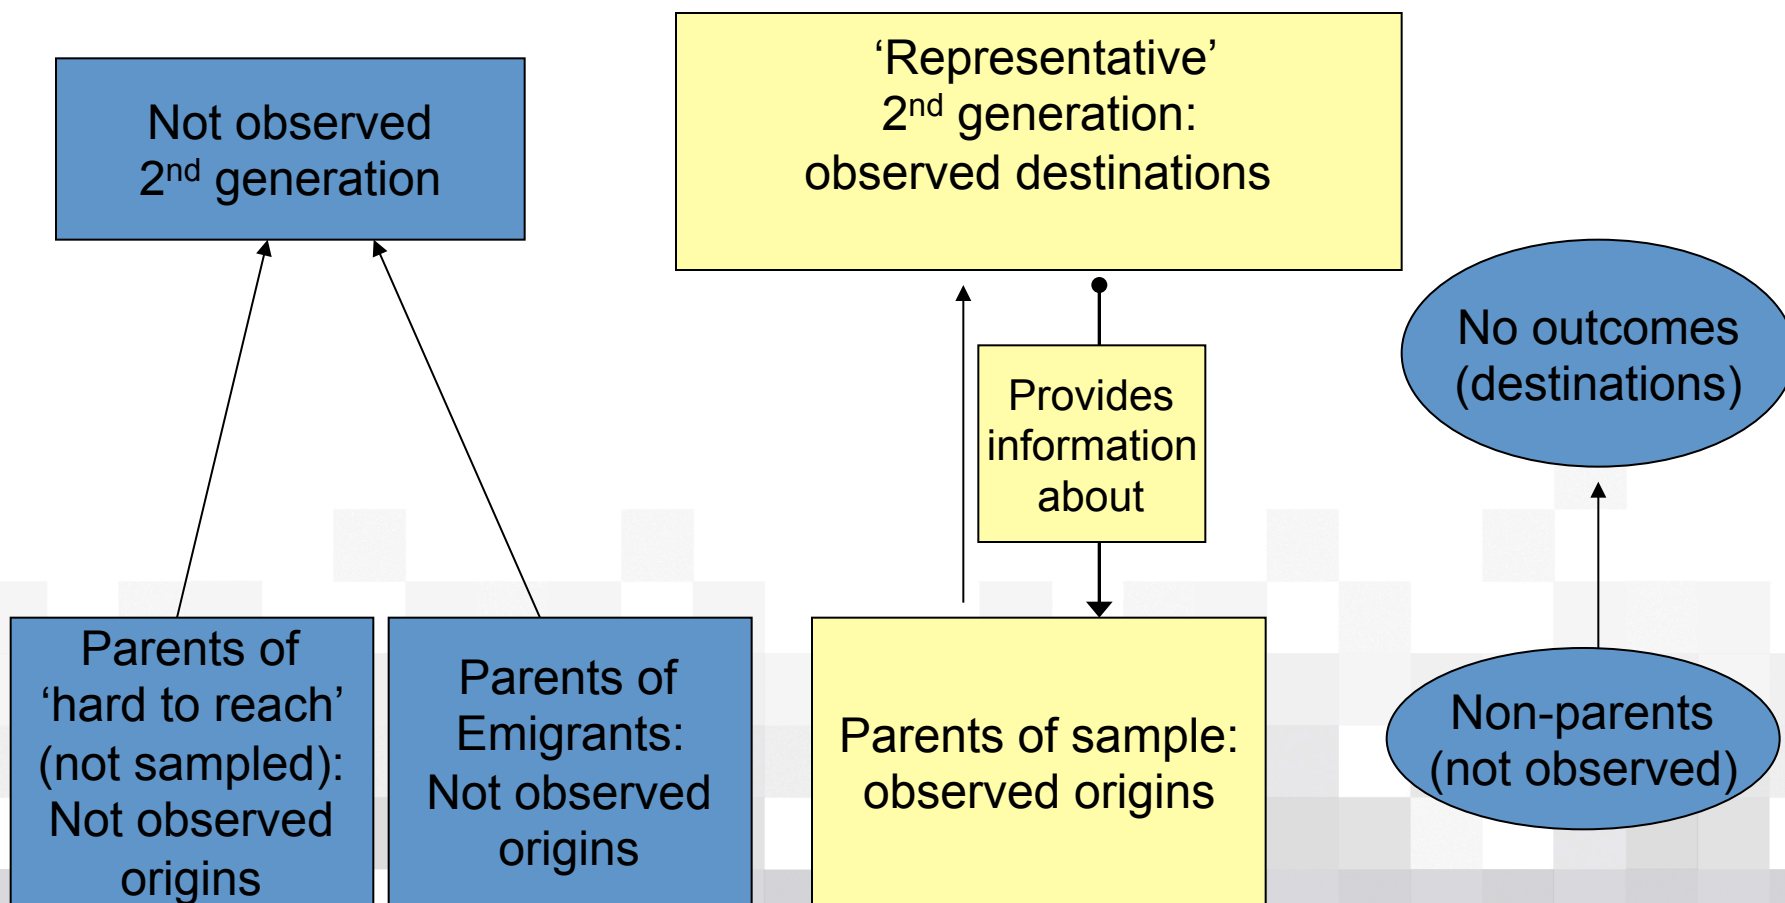 Not observed
2nd generation
‘Representative’
2nd generation:
observed destinations
No outcomes
(destinations)
Provides
information
about
Parents of
‘hard to reach’
(not sampled):
Not observed
origins
Parents of
Emigrants:
Not observed
origins
Parents of sample:
observed origins
Non-parents
(not observed)